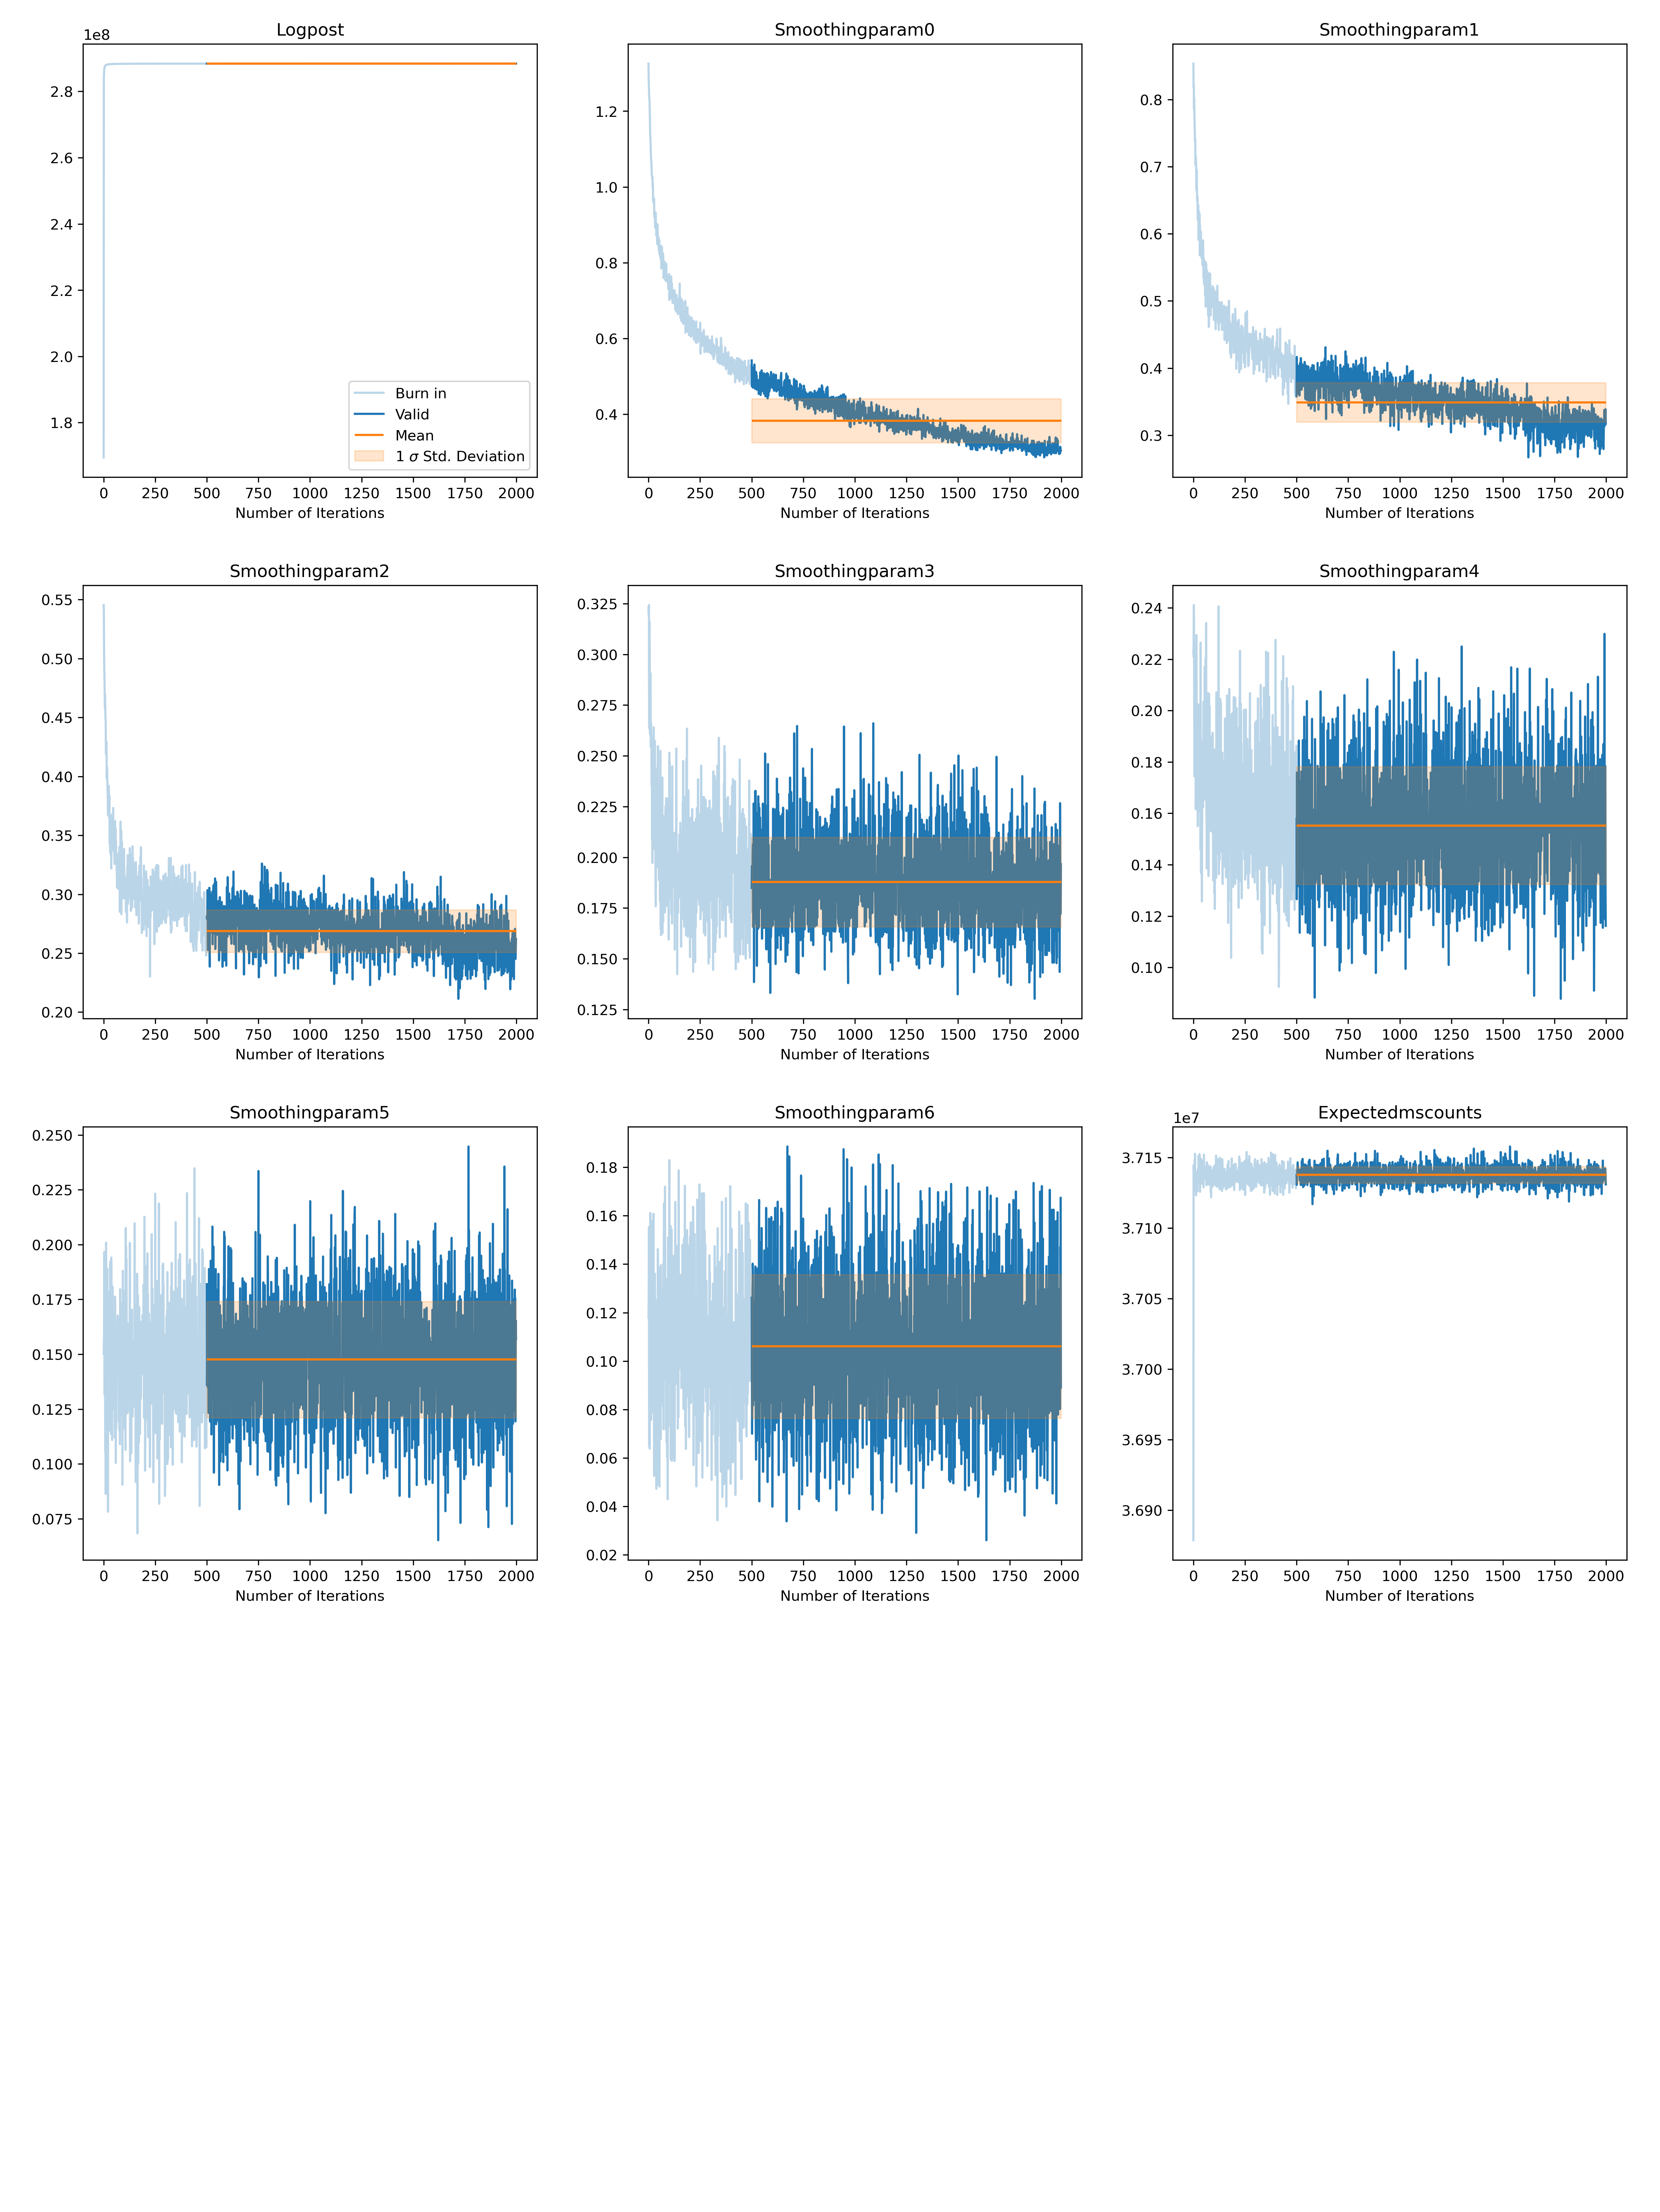 Logpost
1e8
2.8
2.6
2.4
2.2
2.0
1.8
Burn in
Valid
Mean
1 σ Std. Deviation
0 250 500 750 1000 1250 1500 1750 2000
Number of Iterations
Smoothingparam0
1.2
1.0
0.8
0.6
0.4
0 250 500 750 1000 1250 1500 1750 2000
Number of Iterations
Smoothingparam1
0.8
0.7
0.6
0.5
0.4
0.3
0 250 500 750 1000 1250 1500 1750 2000
Number of Iterations
Smoothingparam2
0.55
0.50
0.45
0.40
0.35
0.30
0.25
0.20
0 250 500 750 1000 1250 1500 1750 2000
Number of Iterations
Smoothingparam3
0.325
0.300
0.275
0.250
0.225
0.200
0.175
0.150
0.125
0 250 500 750 1000 1250 1500 1750 2000
Number of Iterations
Smoothingparam4
0.24
0.22
0.20
0.18
0.16
0.14
0.12
0.10
0 250 500 750 1000 1250 1500 1750 2000
Number of Iterations
Smoothingparam5
0.250
0.225
0.200
0.175
0.150
0.125
0.100
0.075
0 250 500 750 1000 1250 1500 1750 2000
Number of Iterations
Smoothingparam6
0.18
0.16
0.14
0.12
0.10
0.08
0.06
0.04
0.02
0 250 500 750 1000 1250 1500 1750 2000
Number of Iterations
Expectedmscounts
1e7
3.715
3.710
3.705
3.700
3.695
3.690
0 250 500 750 1000 1250 1500 1750 2000
Number of Iterations